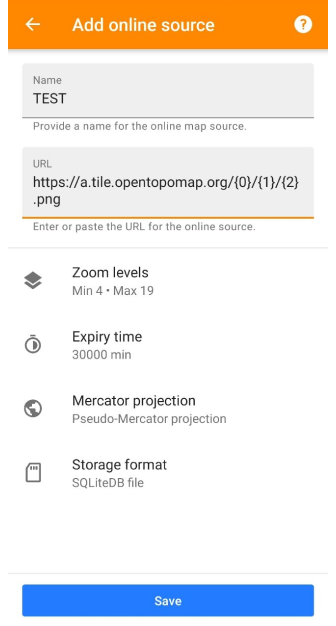 Add online source
?
Name
TEST
Provide a name for the online map source.
URL
https://a.tile.opentopomap.org/{0}/{1}/{2}
.png
Enter or paste the URL for the online source.
Zoom levels
Min 4 • Max 19
Expiry time
30000 min
Mercator projection
Pseudo-Mercator projection
Storage format
SQLiteDB file
Save